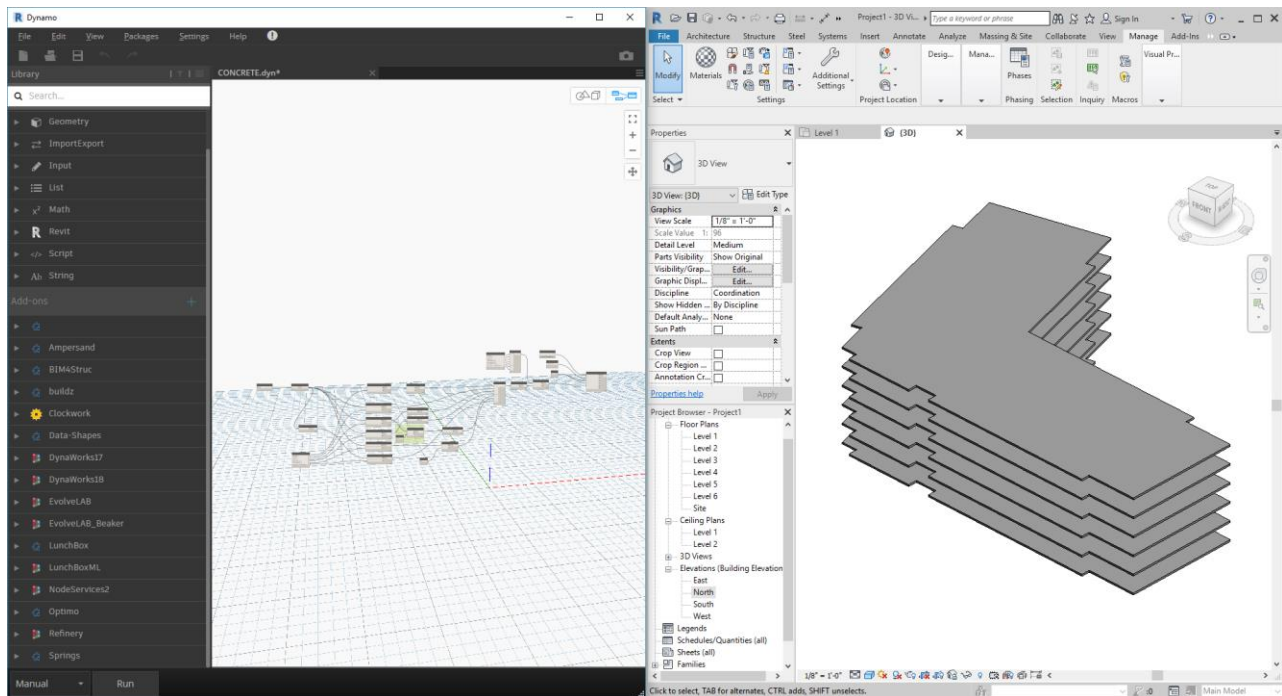 Dynamo
File Edit View Packages Settings Help
Library
CONCRETE.dyn*
Search...
Geometry
ImportExport
Input
List
Math
Revit
Script
String
Add-ons
Ampersand
BIM4Struc
buildz
Clockwork
Data-Shapes
DynaWorks17
DynaWorks18
EvolveLAB
EvolveLAB_Beaker
LunchBox
LunchBoxML
NodeServices2
Optimo
Refinery
Springs
Manual Run
Project1 - 3D Vi... Type a keyword or phrase Sign In
File Architecture Structure Steel Systems Insert Annotate Analyze Massing & Site Collaborate View Manage Add-Ins
Modify Materials Additional Settings Desig... Mana... Phases Visual Pr...
Select Settings Project Location Phasing Selection Inquiry Macros
Properties
Level 1 {3D}
3D View
3D View: {3D} Edit Type
Graphics
View Scale 1/8" = 1'-0"
Scale Value 1: 96
Detail Level Medium
Parts Visibility Show Original
Visibility/Grap... Edit...
Graphic Displ... Edit...
Discipline Coordination
Show Hidden ... By Discipline
Default Analy... None
Sun Path
Extents
Crop View
Crop Region ...
Annotation Cr...
Properties help Apply
Project Browser - Project1
Floor Plans
Level 1
Level 2
Level 3
Level 4
Level 5
Level 6
Site
Ceiling Plans
Level 1
Level 2
3D Views
Elevations (Building Elevation
East
North
South
West
Legends
Schedules/Quantities (all)
Sheets (all)
Families
TOP
FRONT
1/8" = 1'-0"
Click to select, TAB for alternates, CTRL adds, SHIFT unselects.
Main Model